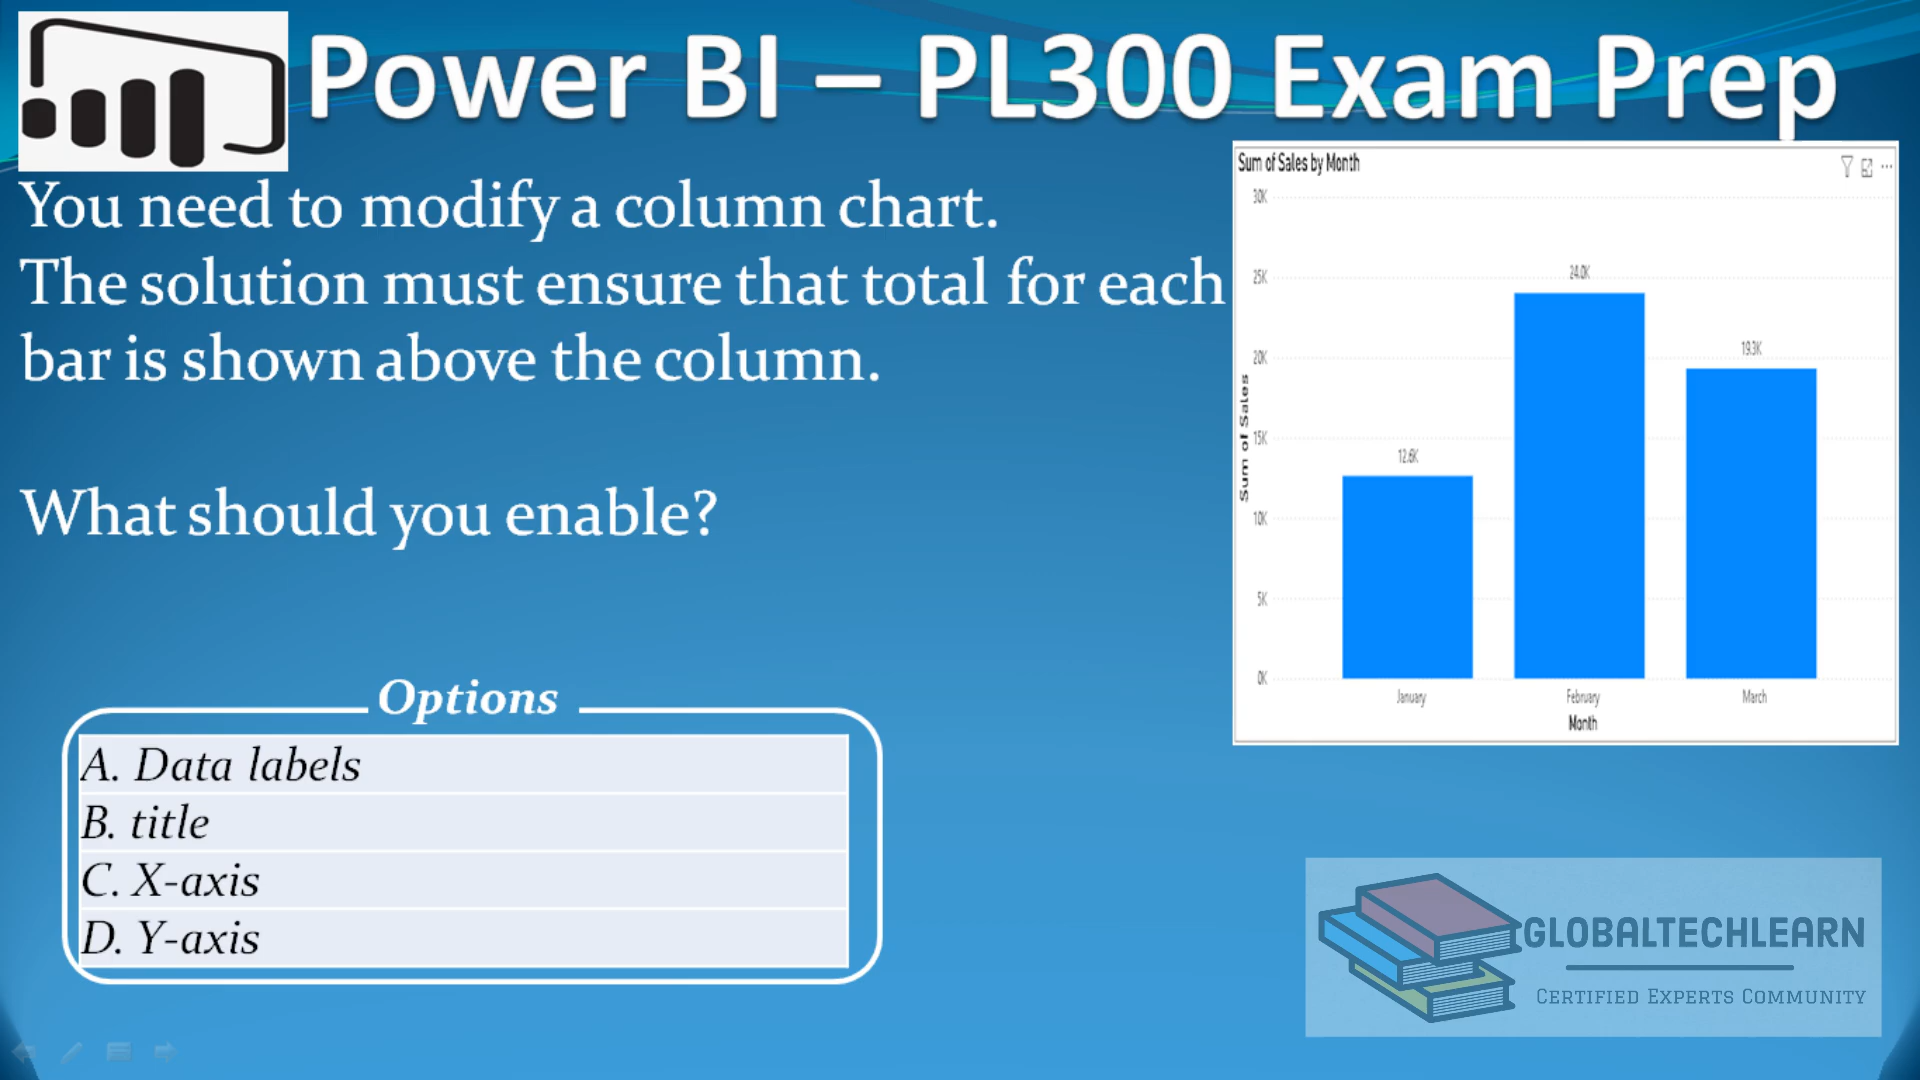 Power BI – PL300 Exam Prep
You need to modify a column chart.
The solution must ensure that total for each
bar is shown above the column.
What should you enable?
Options
A. Data labels
B. title
C. X-axis
D. Y-axis
Sum of Sales by Month
30K
25K
20K
15K
10K
5K
0K
Sum of Sales
12.6K
24.0K
19.3K
January
February
March
Month
GLOBALTECHLEARN
CERTIFIED EXPERTS COMMUNITY